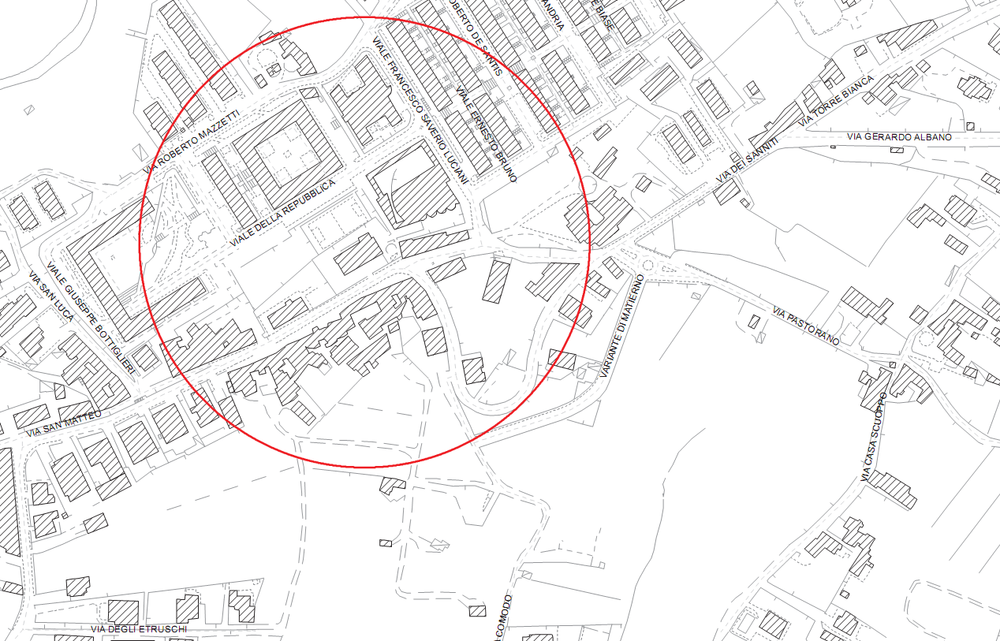 ROBERTO DE SANTIS
ANDRIA
E BIASE
VIALE FRANCESCO SAVERIO LUCIANI
VIALE ERNESTO BRUNO
VIA TORRE BIANCA
VIA GERARDO ALBANO
VIA DEI SANNITI
VIA ROBERTO MAZZETTI
VIALE DELLA REPUBBLICA
VIALE GIUSEPPE BOTTIGLIERI
VIA SAN LUCA
VARIANTE DI MATIERNO
VIA PASTORANO
VIA SAN MATTEO
VIA CASA SCUOPPO
COMODO
VIA DEGLI ETRUSCHI